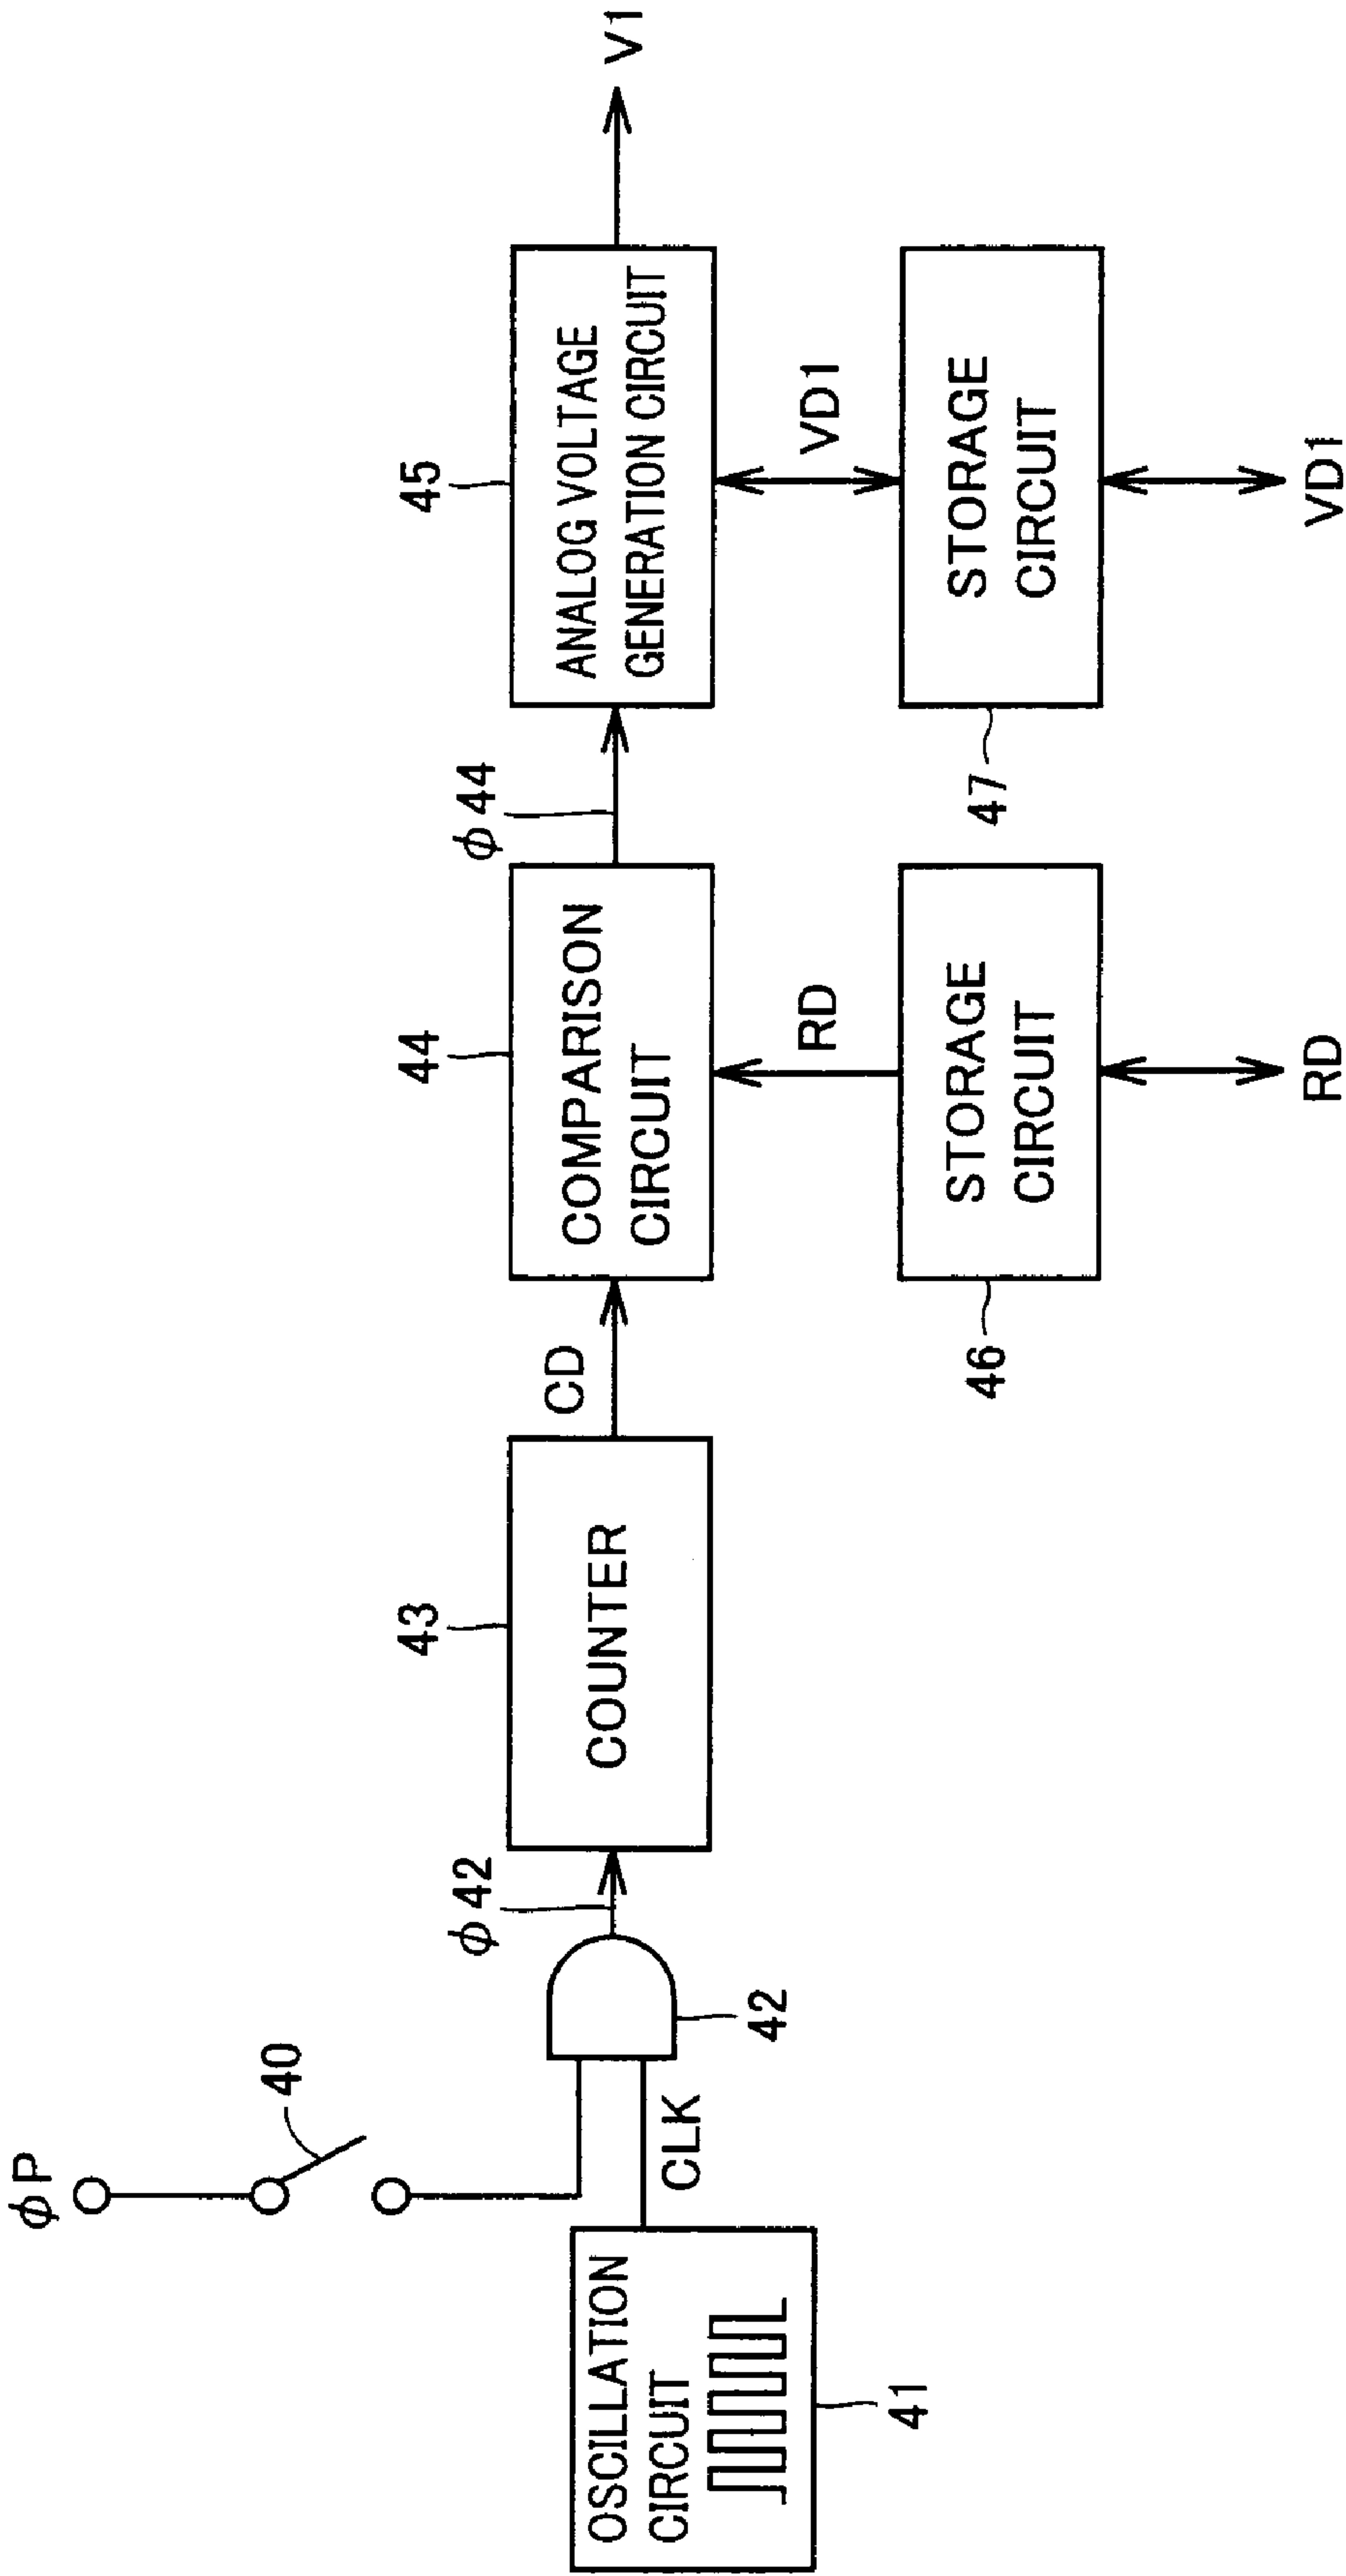 φP
40
OSCILLATION
CIRCUIT
41
CLK
42
φ42
43
COUNTER
CD
44
COMPARISON
CIRCUIT
φ44
45
ANALOG VOLTAGE
GENERATION CIRCUIT
V1
RD
VD1
46
STORAGE
CIRCUIT
47
STORAGE
CIRCUIT
RD
VD1